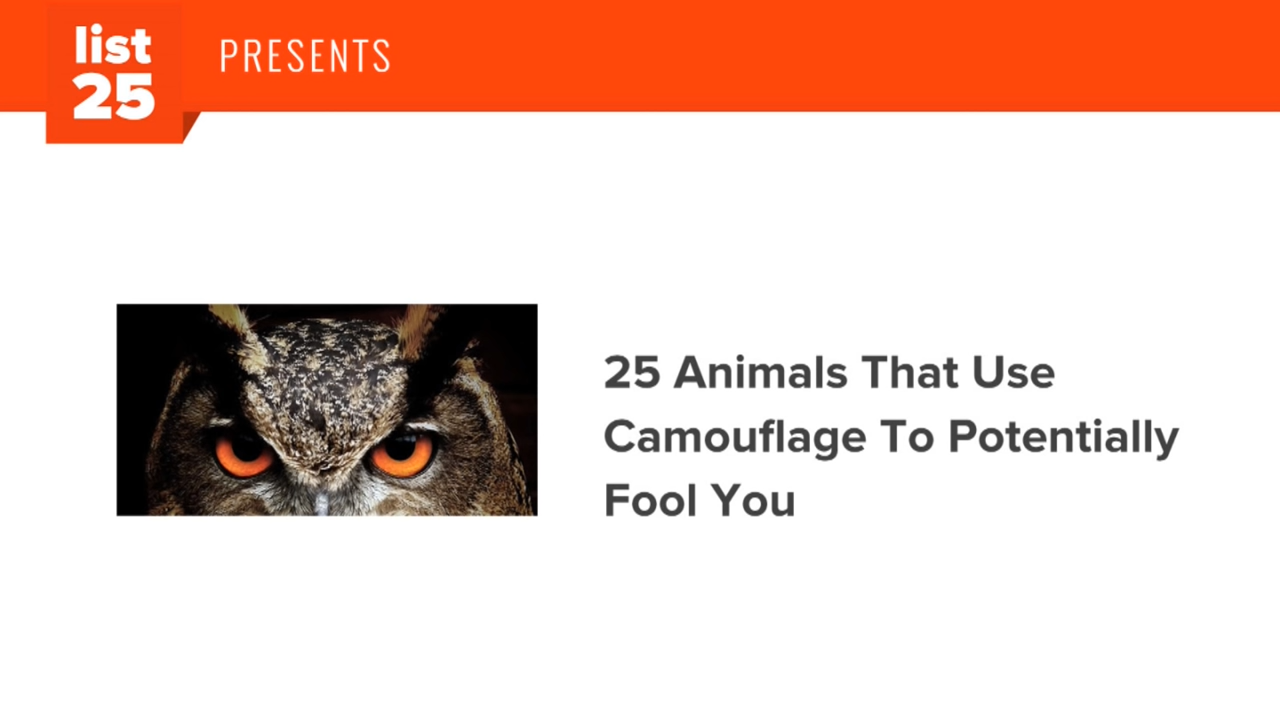 list
25
PRESENTS
25 Animals That Use
Camouflage To Potentially
Fool You